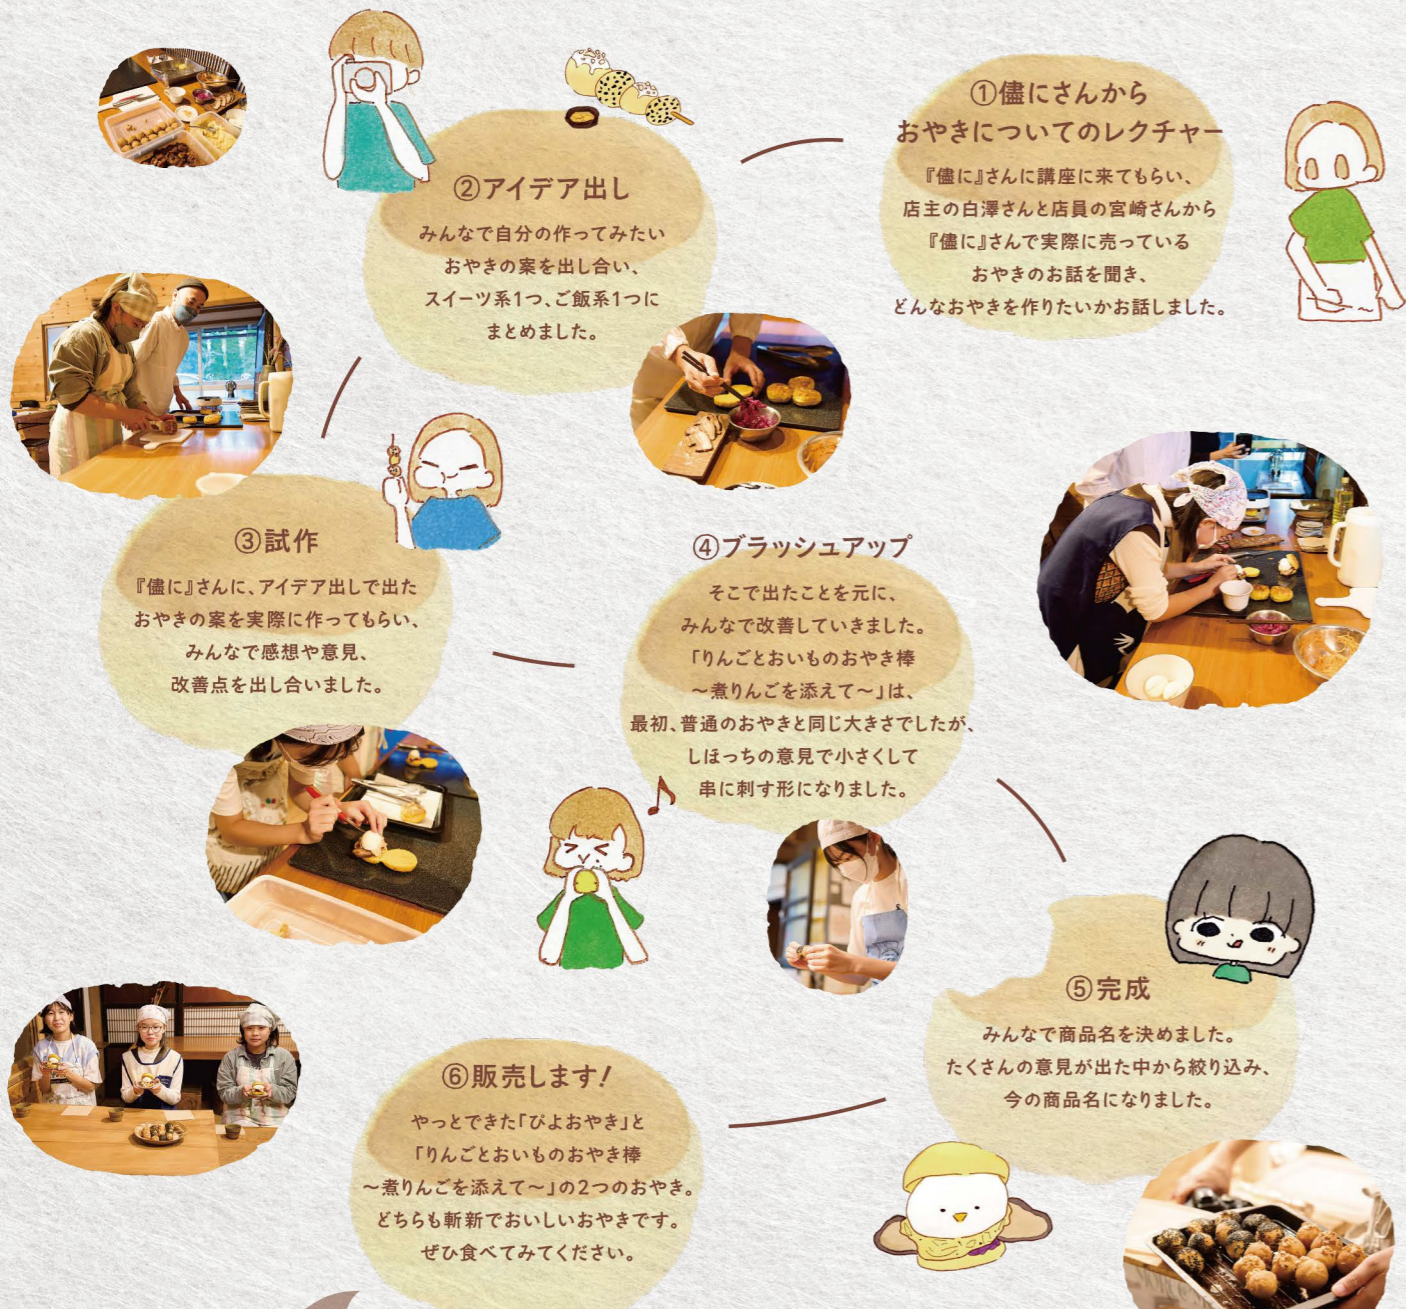 ①儘にさんから
おやきについてのレクチャー
『儘に』さんに講座に来てもらい、
店主の白澤さんと店員の宮崎さんから
『儘に』さんで実際に売っている
おやきのお話を聞き、
どんなおやきを作りたいかお話しました。
②アイデア出し
みんなで自分の作ってみたい
おやきの案を出し合い、
スイーツ系1つ、ご飯系1つに
まとめました。
③試作
『儘に』さんに、アイデア出しで出た
おやきの案を実際に作ってもらい、
みんなで感想や意見、
改善点を出し合いました。
④ブラッシュアップ
そこで出たことを元に、
みんなで改善していきました。
「りんごとおいものおやき棒
～煮りんごを添えて～」は、
最初、普通のおやきと同じ大きさでしたが、
しほっちの意見で小さくして
串に刺す形になりました。
⑤完成
みんなで商品名を決めました。
たくさんの意見が出た中から絞り込み、
今の商品名になりました。
⑥販売します!
やっとできた「ぴよおやき」と
「りんごとおいものおやき棒
～煮りんごを添えて～」の2つのおやき。
どちらも斬新でおいしいおやきです。
ぜひ食べてみてください。